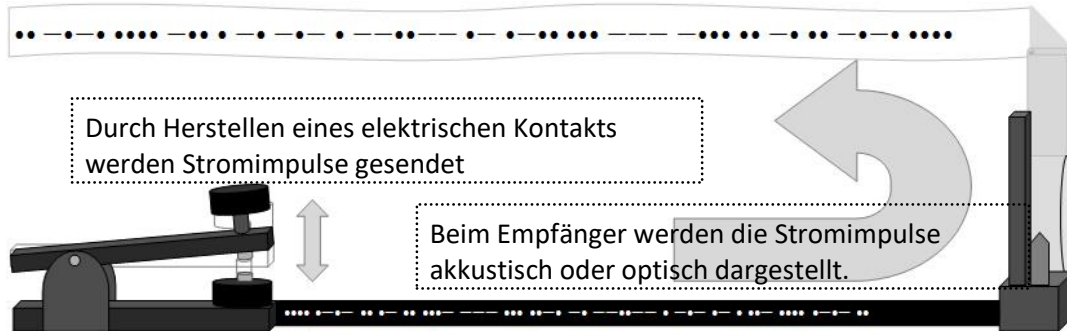 •• —•—• •••• —•• • —• —•— • ——••—— •— •—•• ••• ——— —••• •• —• •• —•—• ••••
Durch Herstellen eines elektrischen Kontakts
werden Stromimpulse gesendet
Beim Empfänger werden die Stromimpulse
akkustisch oder optisch dargestellt.